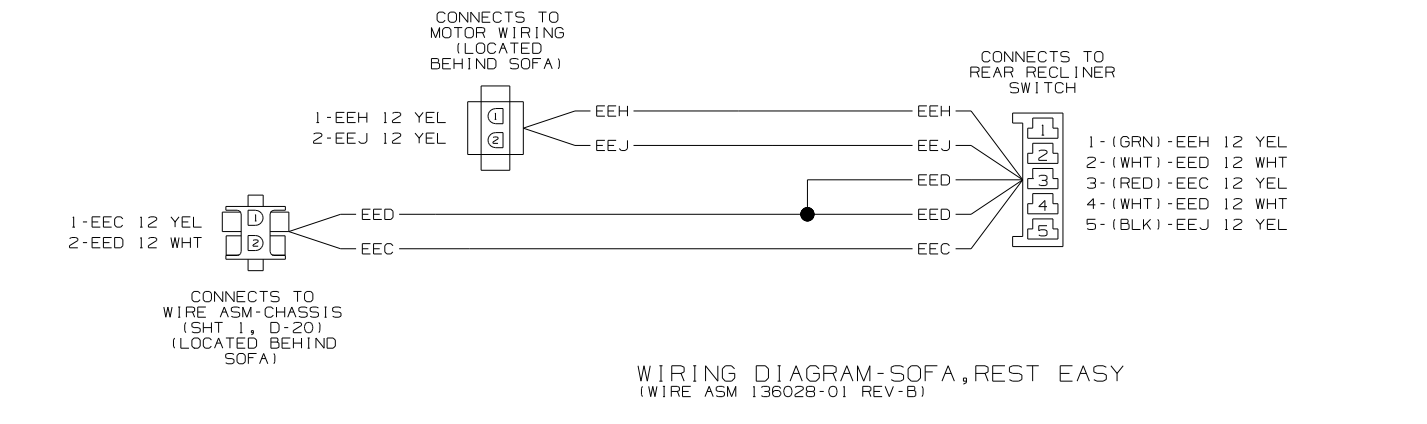 CONNECTS TO
MOTOR WIRING
(LOCATED
BEHIND SOFA)
1-EEH 12 YEL
2-EEJ 12 YEL
1
2
EEH
EEJ
EEH
EEJ
EED
EED
EEC
CONNECTS TO
REAR RECLINER
SWITCH
1
2
3
4
5
1-(GRN)-EEH 12 YEL
2-(WHT)-EED 12 WHT
3-(RED)-EEC 12 YEL
4-(WHT)-EED 12 WHT
5-(BLK)-EEJ 12 YEL
1-EEC 12 YEL
2-EED 12 WHT
1
2
EED
EEC
CONNECTS TO
WIRE ASM-CHASSIS
(SHT 1, D-20)
(LOCATED BEHIND
SOFA)
WIRING DIAGRAM-SOFA,REST EASY
(WIRE ASM 136028-01 REV-B)